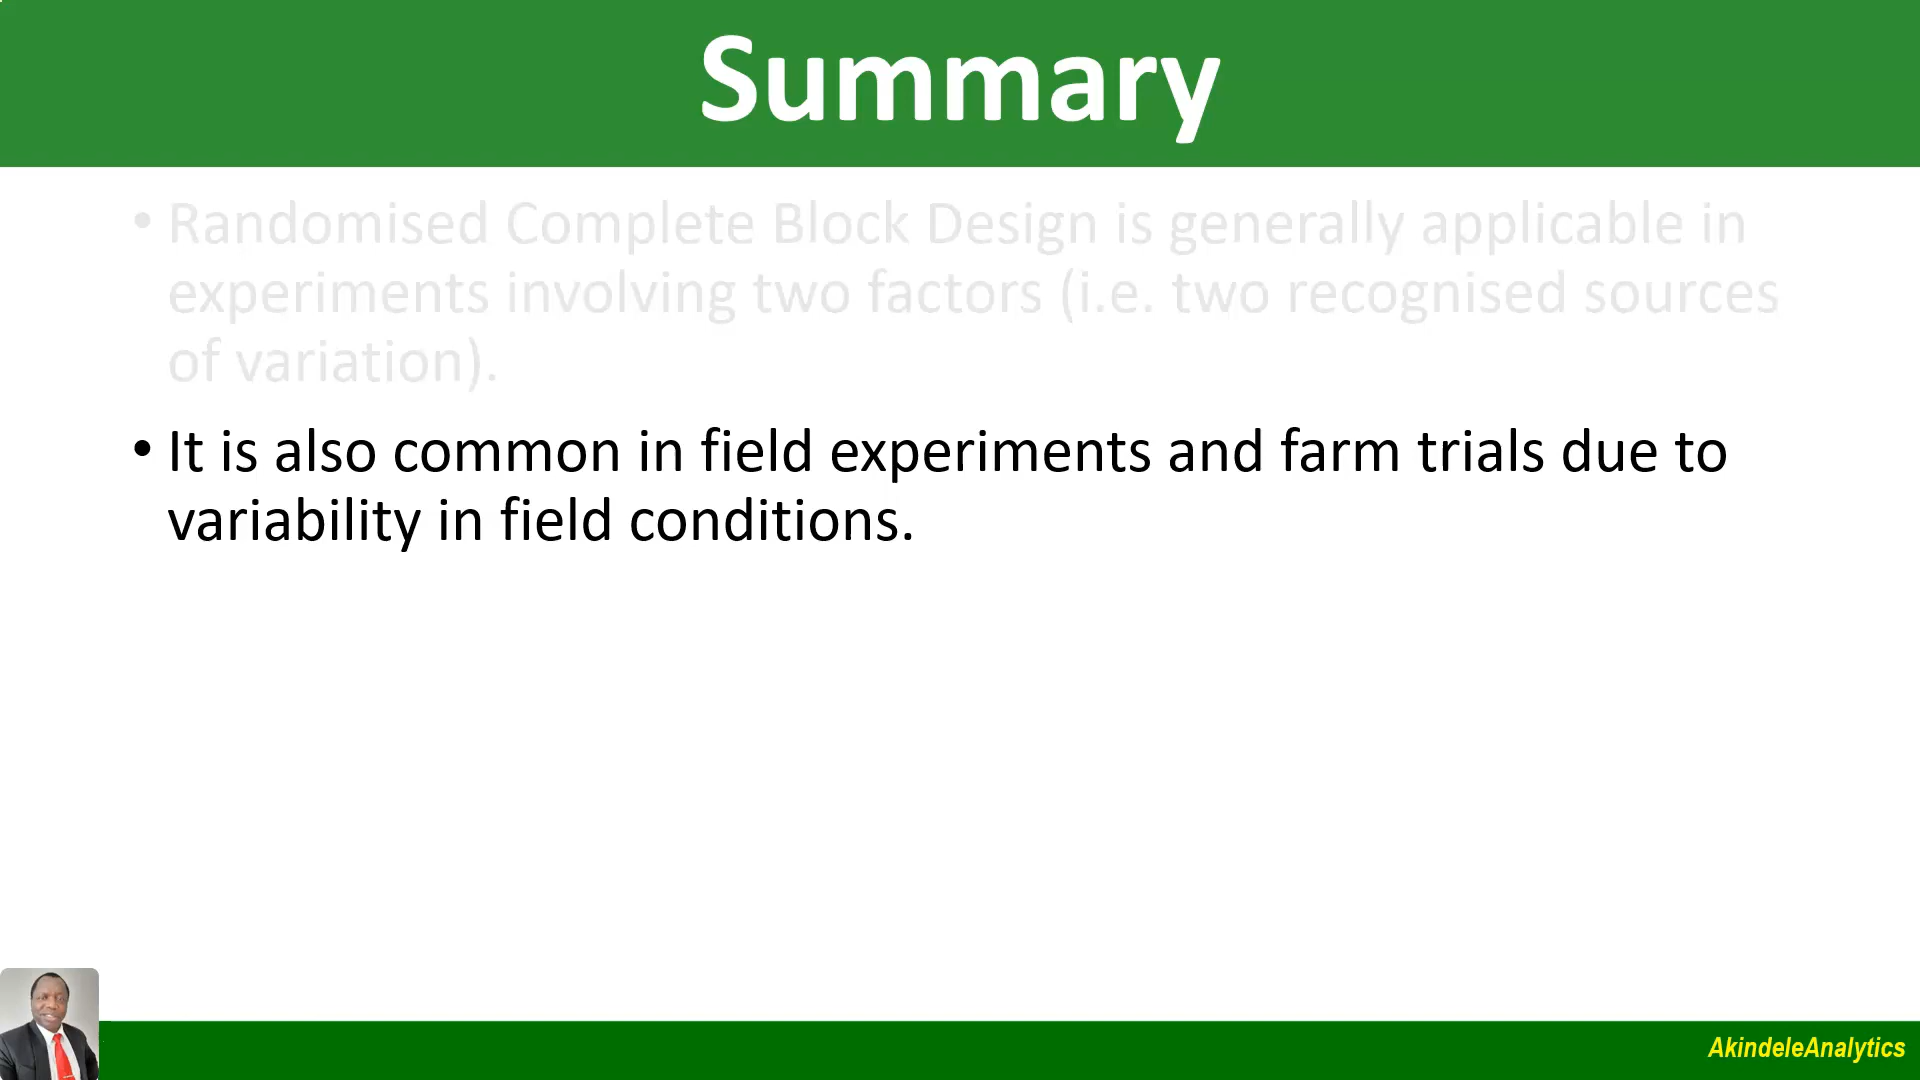 Summary
• Randomised Complete Block Design is generally applicable in
experiments involving two factors (i.e. two recognised sources
of variation).
• It is also common in field experiments and farm trials due to
variability in field conditions.
AkindeleAnalytics